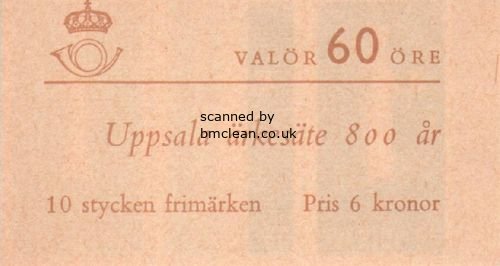 VALÖR 60 ÖRE
scanned by
bmclean.co.uk
Uppsala ärkesäte 800 år
10 stycken frimärken Pris 6 kronor